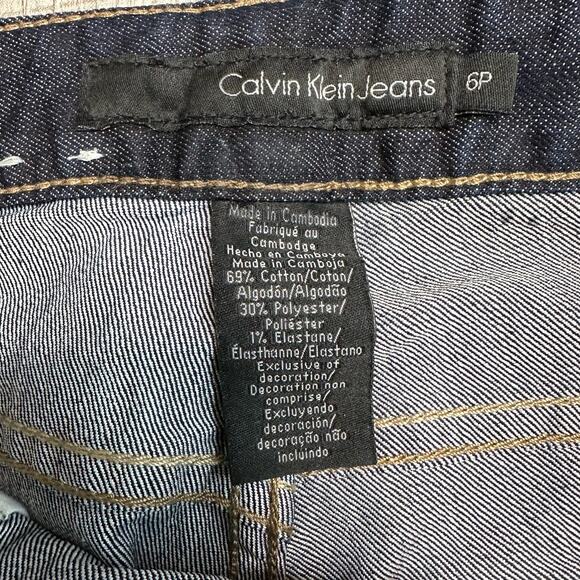 Calvin Klein Jeans
6P
Made in Cambodia
Fabriqué au
Cambodge
Hecho en Camboya
Made in Camboja
69% Cotton/Coton/
Algodón/Algodão
30% Polyester/
Poliéster
1% Elastane/
Élasthanne/Elastano
Exclusive of
decoration/
Decoration non
comprise/
Excluyendo
decoración/
decoração não
incluindo